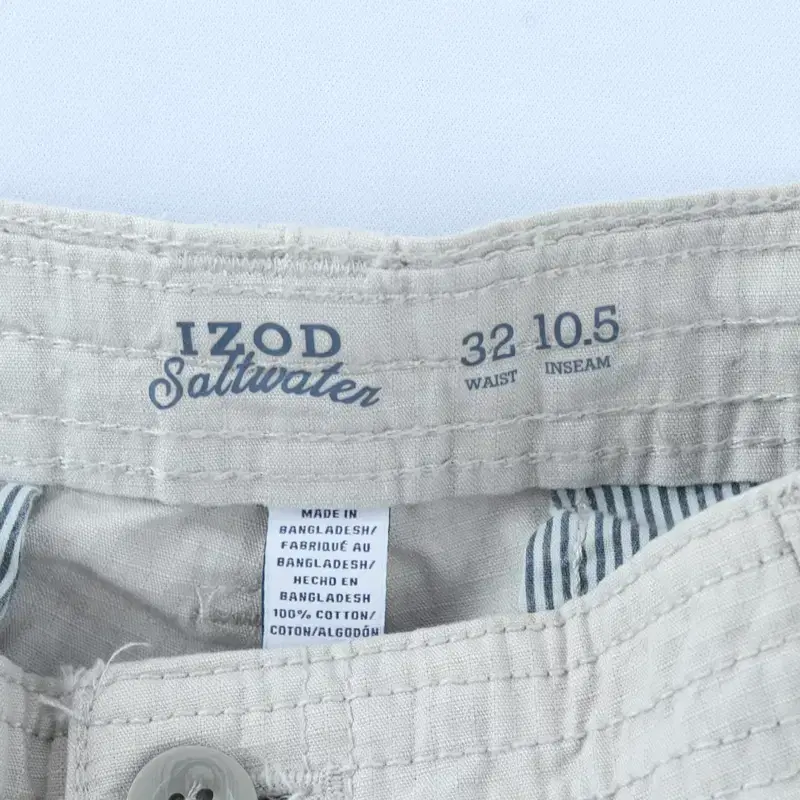 IZOD
Saltwater
32 10.5
WAIST INSEAM
MADE IN
BANGLADESH/
FABRIQUÉ AU
BANGLADESH/
HECHO EN
BANGLADESH
100% COTTON/
COTON/ALGODÓN